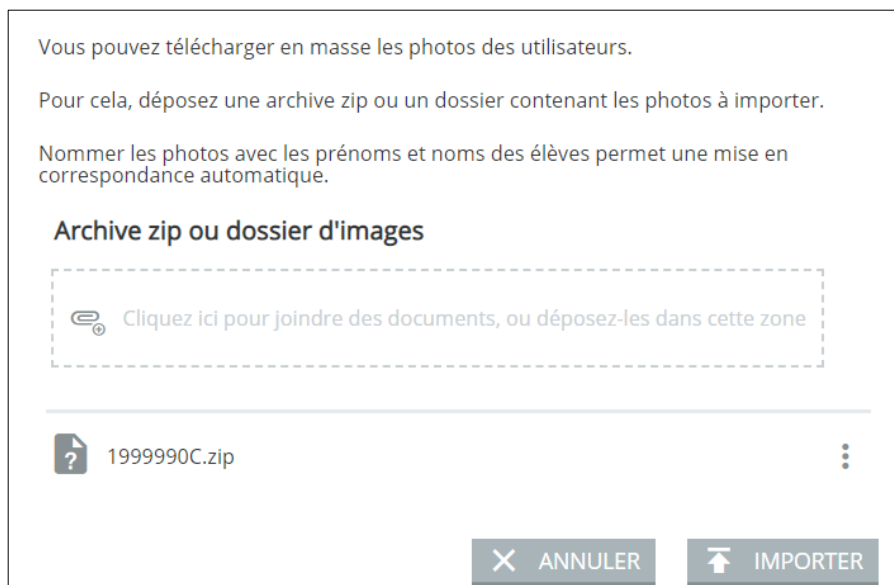 Vous pouvez télécharger en masse les photos des utilisateurs.
Pour cela, déposez une archive zip ou un dossier contenant les photos à importer.
Nommer les photos avec les prénoms et noms des élèves permet une mise en
correspondance automatique.
Archive zip ou dossier d'images
Cliquez ici pour joindre des documents, ou déposez-les dans cette zone
1999990C.zip
ANNULER IMPORTER